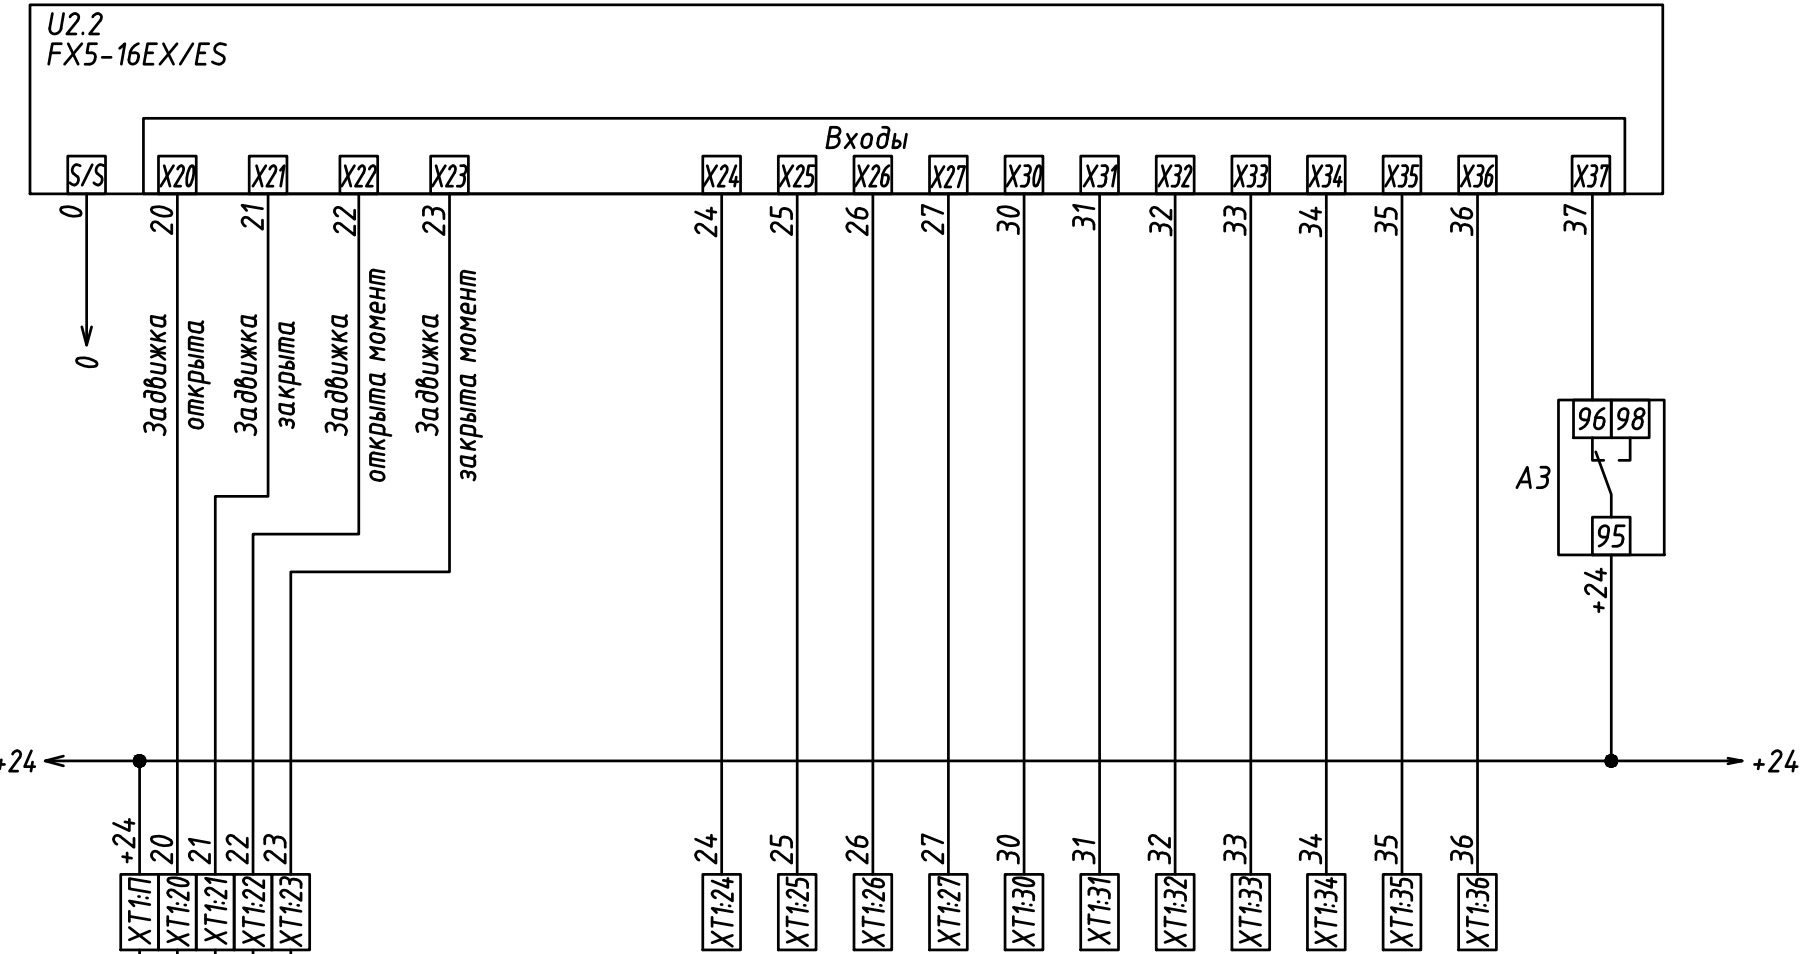 U2.2
FX5-16EX/ES
Входы
S/S X20 X21 X22 X23 X24 X25 X26 X27 X30 X31 X32 X33 X34 X35 X36 X37
0 20 21 22 23 24 25 26 27 30 31 32 33 34 35 36 37
0
Задвижка
открыта
Задвижка
закрыта
Задвижка
открыта момент
Задвижка
закрыта момент
96 98
А3
95
+24
+24
+24
+24 20 21 22 23 24 25 26 27 30 31 32 33 34 35 36
XT1:П XT1:20 XT1:21 XT1:22 XT1:23 XT1:24 XT1:25 XT1:26 XT1:27 XT1:30 XT1:31 XT1:32 XT1:33 XT1:34 XT1:35 XT1:36